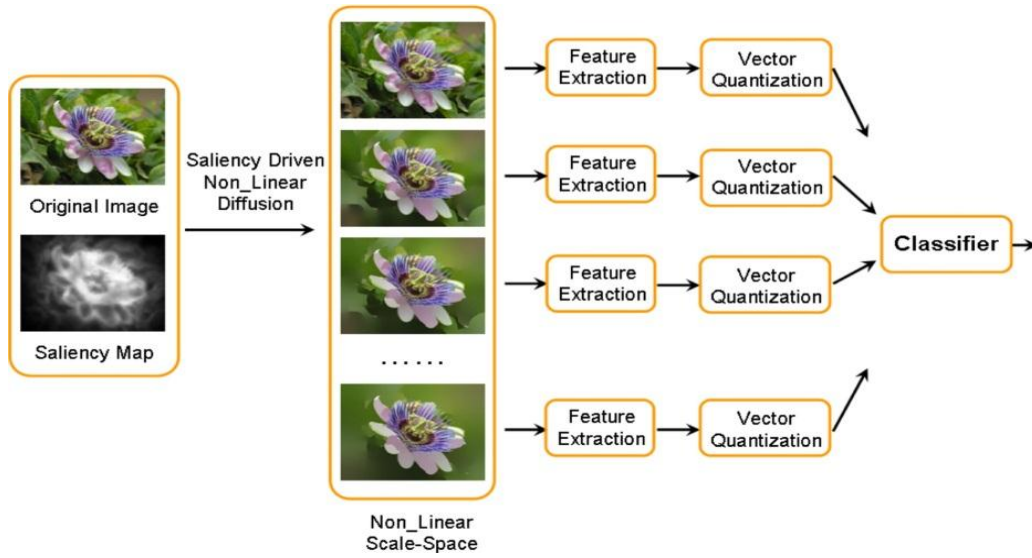 Original Image
Saliency Map
Saliency Driven
Non_Linear
Diffusion
......
Non_Linear
Scale-Space
Feature
Extraction
Vector
Quantization
Feature
Extraction
Vector
Quantization
Feature
Extraction
Vector
Quantization
Feature
Extraction
Vector
Quantization
Classifier